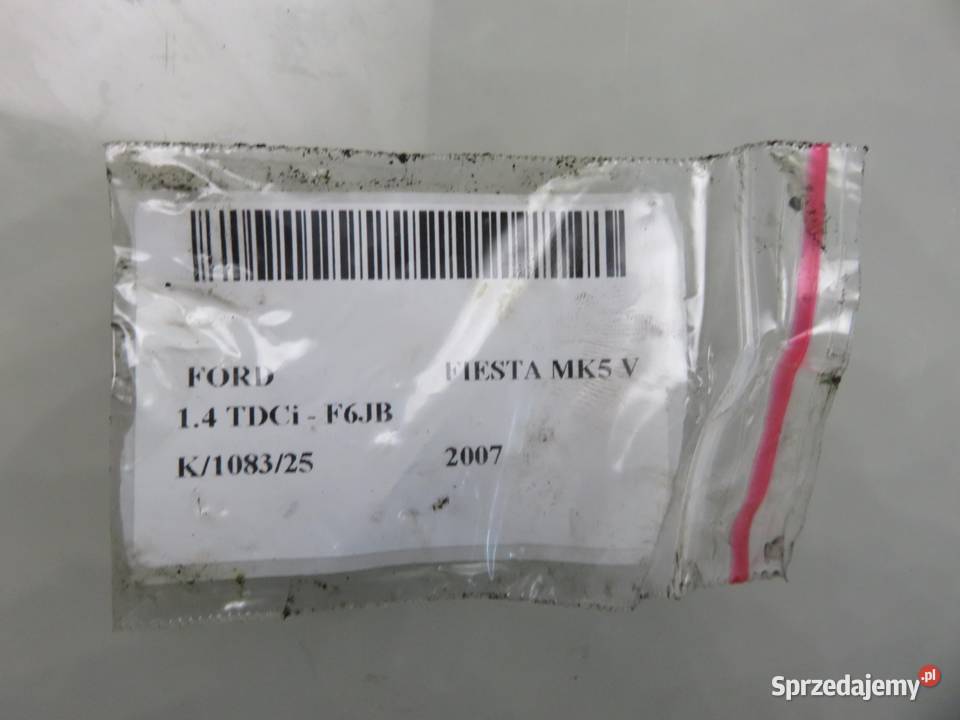 FORD FIESTA MK5 V
1.4 TDCi - F6JB
K/1083/25 2007
Sprzedajemy.pl